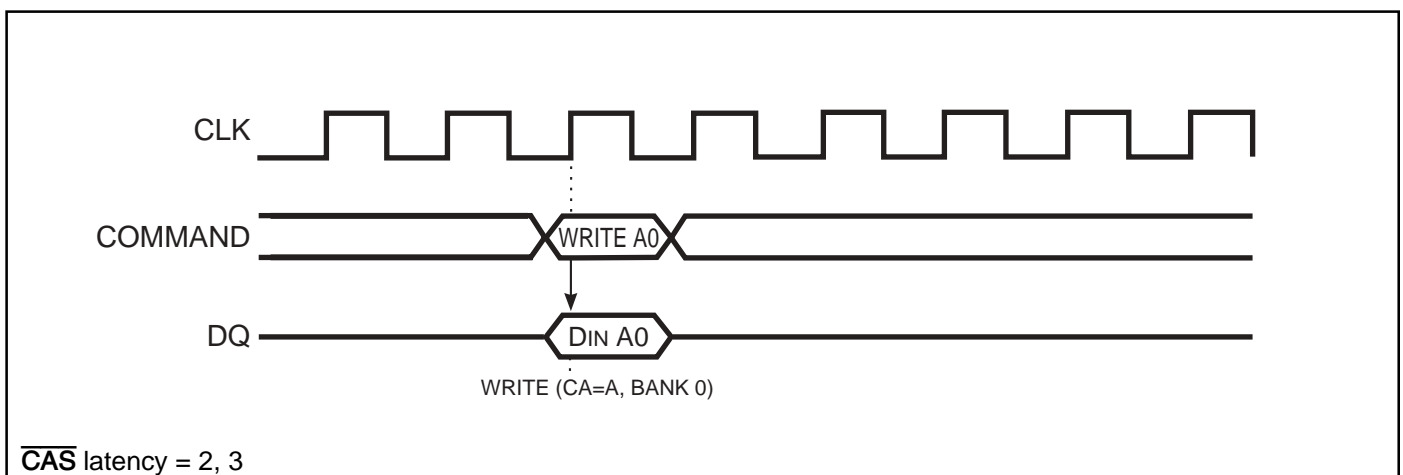 CLK
COMMAND WRITE A0
DQ DIN A0
WRITE (CA=A, BANK 0)
CAS latency = 2, 3